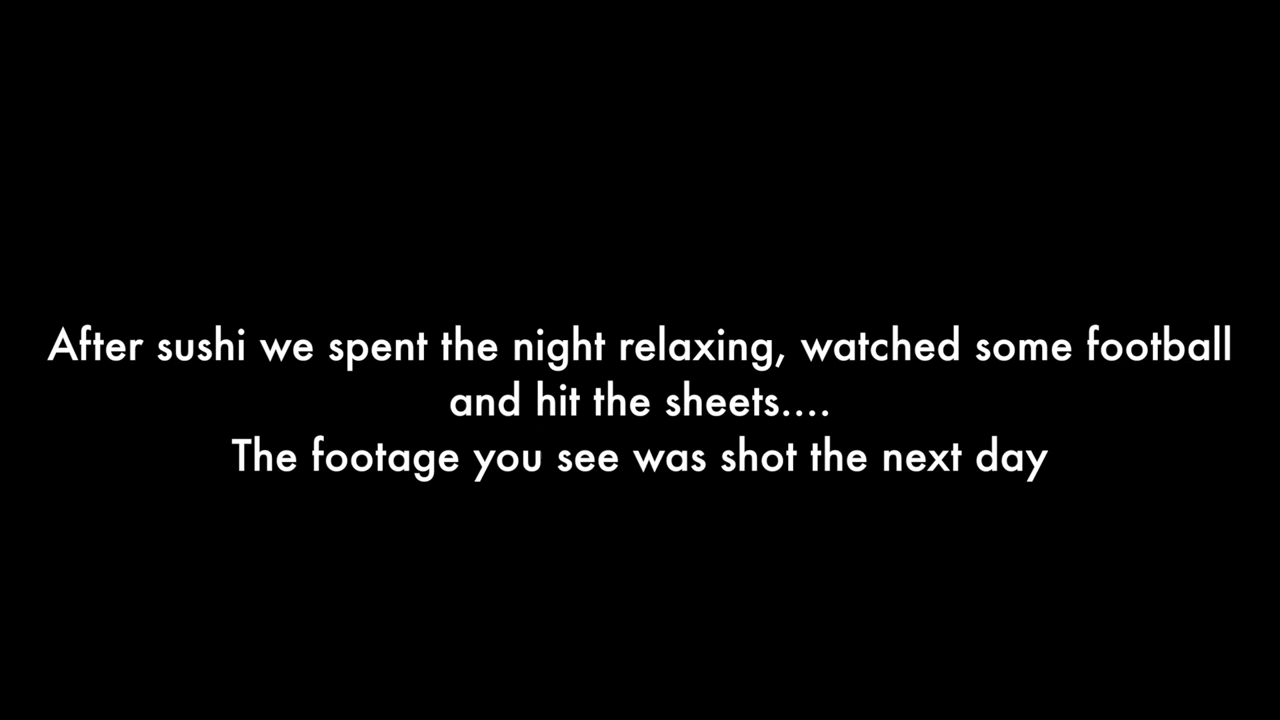 After sushi we spent the night relaxing, watched some football
and hit the sheets....
The footage you see was shot the next day